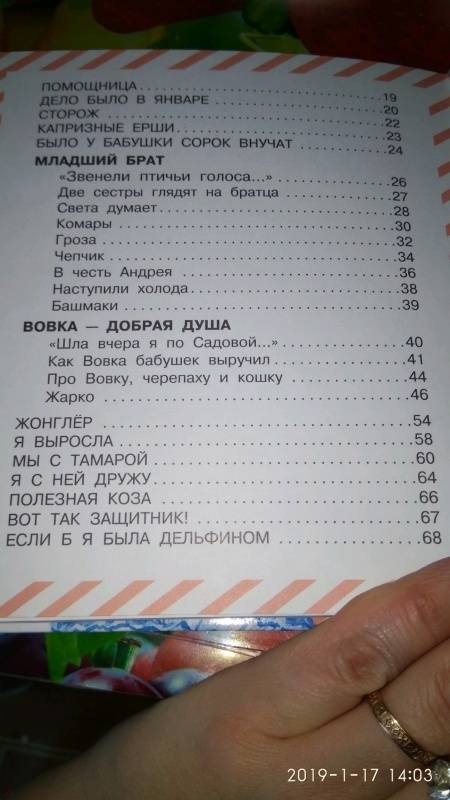 ПОМОЩНИЦА 19
ДЕЛО БЫЛО В ЯНВАРЕ 20
СТОРОЖ 22
КАПРИЗНЫЕ ЕРШИ 23
БЫЛО У БАБУШКИ СОРОК ВНУЧАТ 24
МЛАДШИЙ БРАТ
«Звенели птичьи голоса...» 26
Две сестры глядят на братца 27
Света думает 28
Комары 30
Гроза 32
Чепчик 34
В честь Андрея 36
Наступили холода 38
Башмаки 39
ВОВКА — ДОБРАЯ ДУША
«Шла вчера я по Садовой...» 40
Как Вовка бабушек выручил 41
Про Вовку, черепаху и кошку 44
Жарко 46
ЖОНГЛЁР 54
Я ВЫРОСЛА 58
МЫ С ТАМАРОЙ 60
Я С НЕЙ ДРУЖУ 64
ПОЛЕЗНАЯ КОЗА 66
ВОТ ТАК ЗАЩИТНИК! 67
ЕСЛИ Б Я БЫЛА ДЕЛЬФИНОМ 68
2019-1-17 14:03